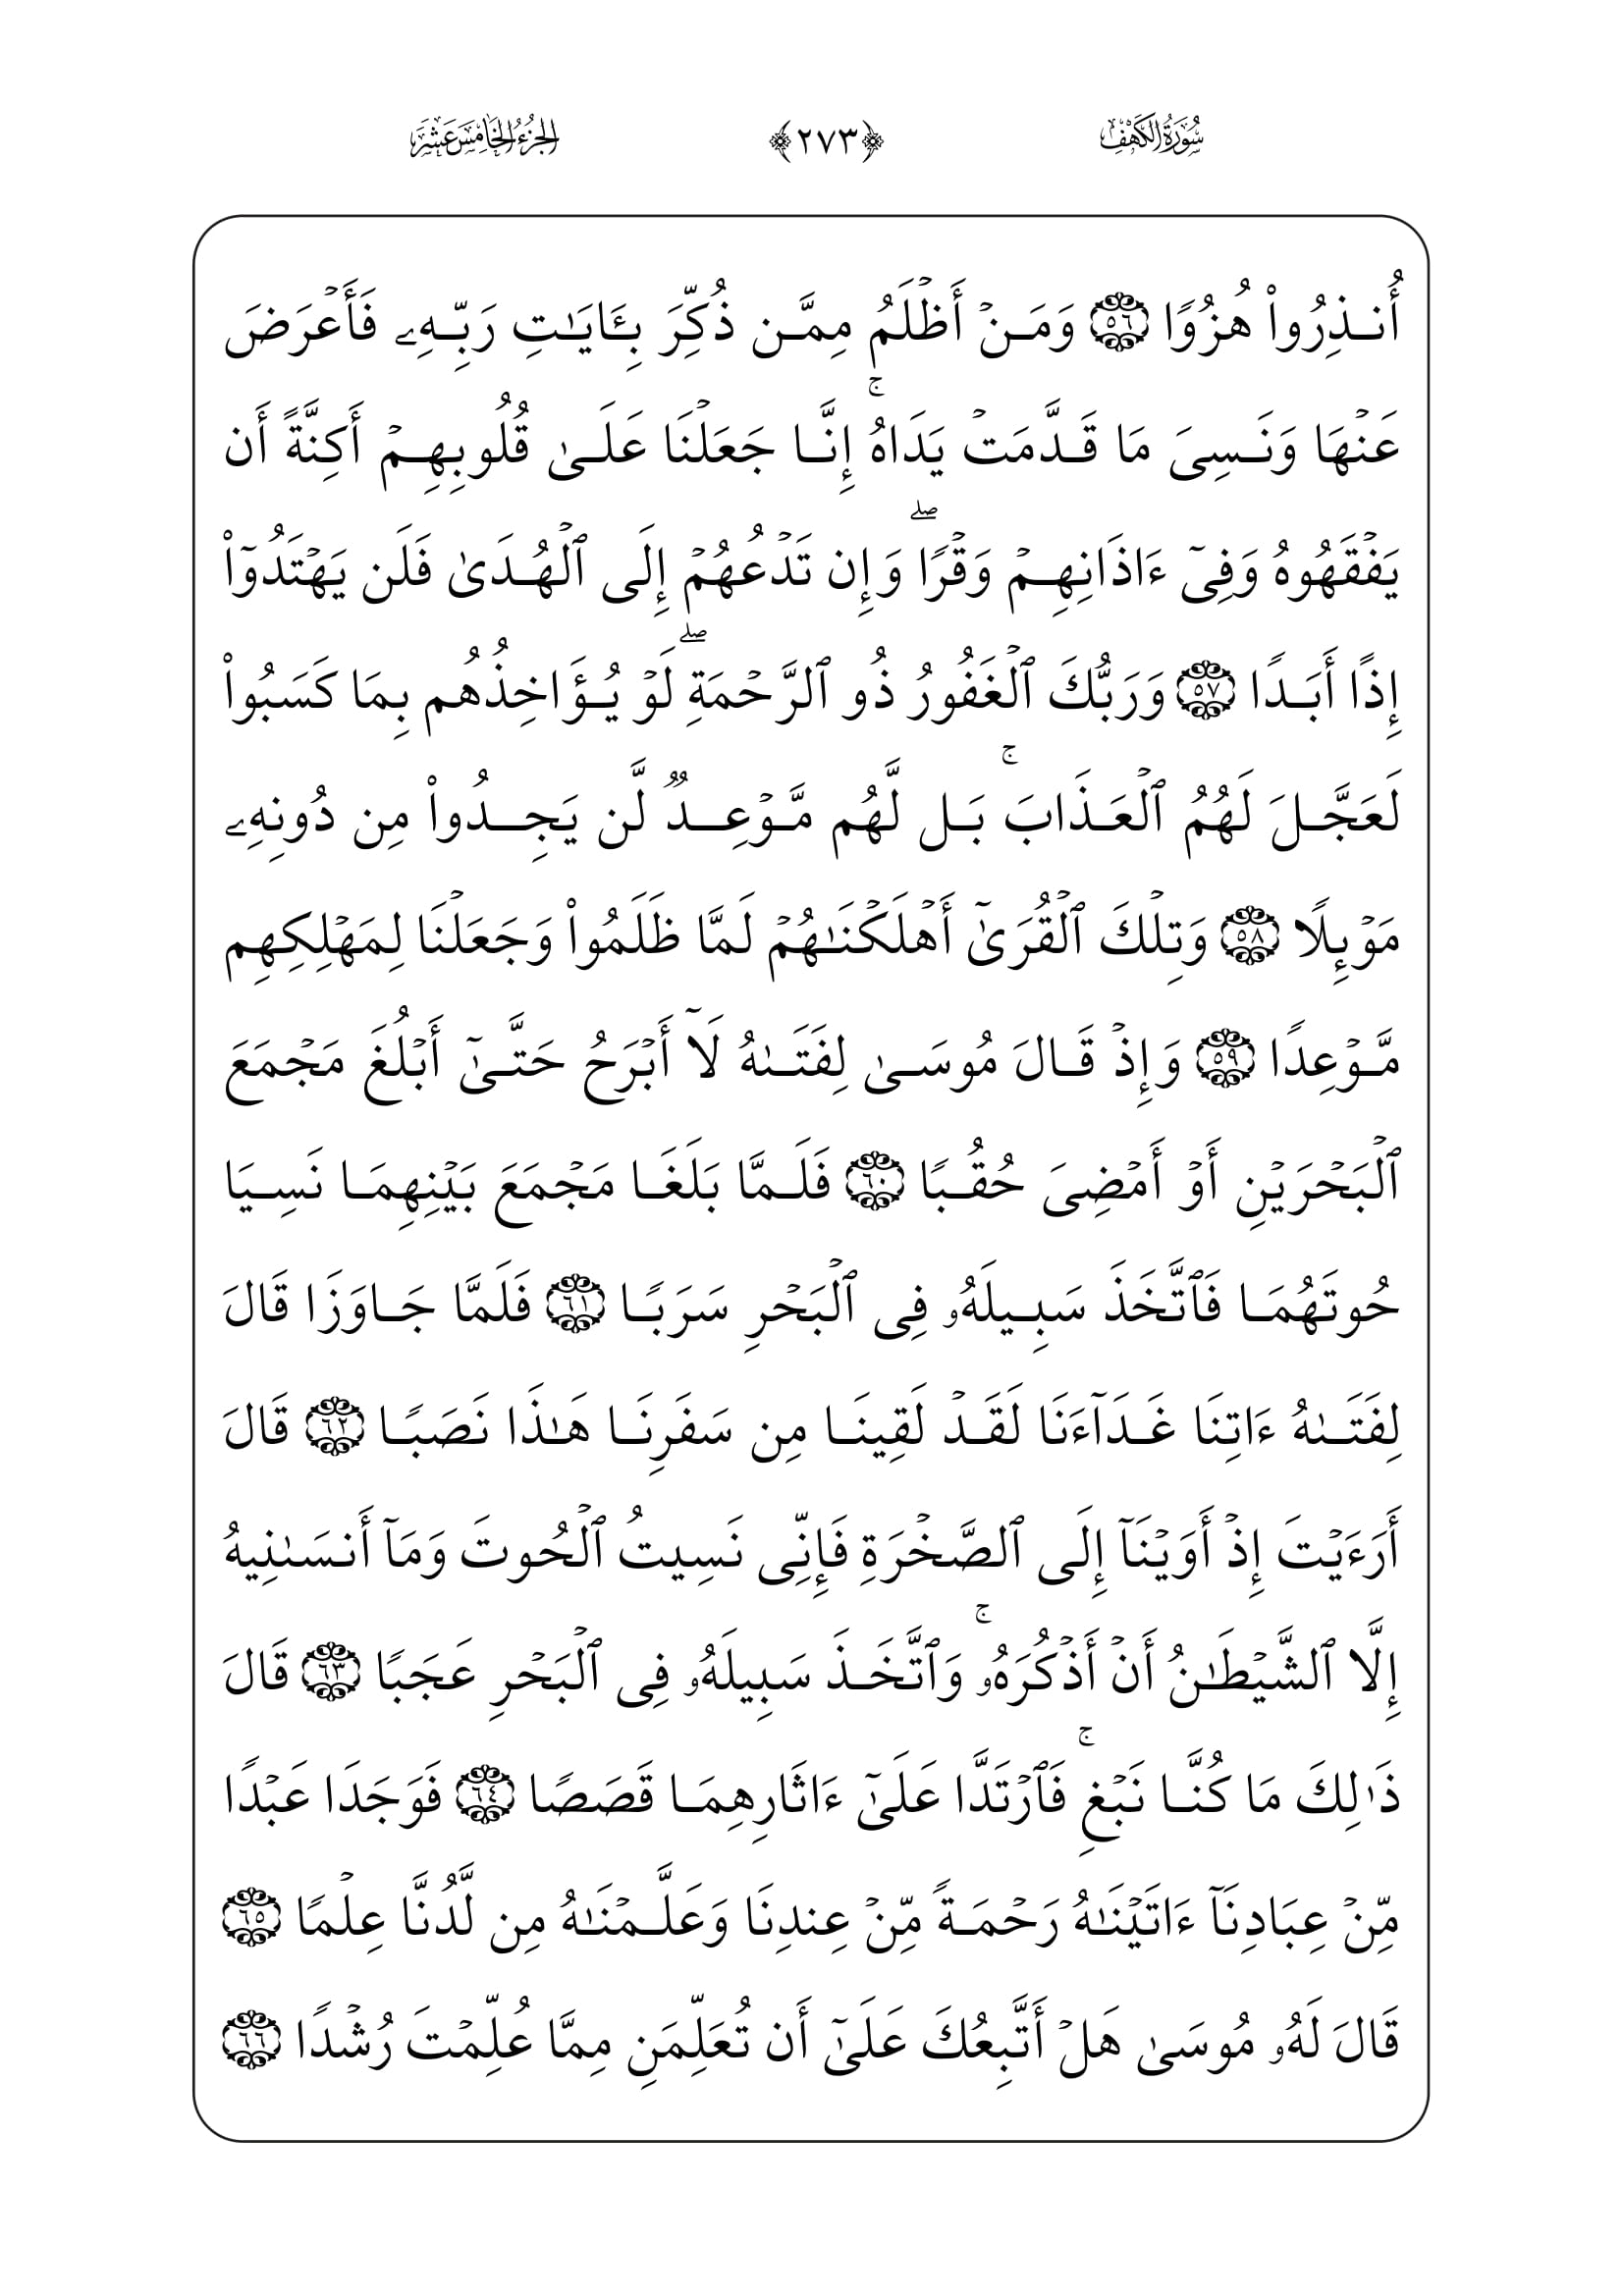 سُورَةُ الكَهْفِ ﴿٢٧٣﴾ الجُزْءُ الخَامِسَ عَشَرَ
أُنذِرُواْ هُزُوًا ۝٥٦ وَمَنۡ أَظۡلَمُ مِمَّن ذُكِّرَ بِـَٔايَٰتِ رَبِّهِۦ فَأَعۡرَضَ
عَنۡهَا وَنَسِىَ مَا قَدَّمَتۡ يَدَاهُۚ إِنَّا جَعَلۡنَا عَلَىٰ قُلُوبِهِمۡ أَكِنَّةً أَن
يَفۡقَهُوهُ وَفِىٓ ءَاذَانِهِمۡ وَقۡرًاۖ وَإِن تَدۡعُهُمۡ إِلَى ٱلۡهُدَىٰ فَلَن يَهۡتَدُوٓاْ
إِذًا أَبَدًا ۝٥٧ وَرَبُّكَ ٱلۡغَفُورُ ذُو ٱلرَّحۡمَةِۖ لَوۡ يُؤَاخِذُهُم بِمَا كَسَبُواْ
لَعَجَّلَ لَهُمُ ٱلۡعَذَابَۚ بَل لَّهُم مَّوۡعِدٌ لَّن يَجِدُواْ مِن دُونِهِۦ
مَوۡئِلًا ۝٥٨ وَتِلۡكَ ٱلۡقُرَىٰٓ أَهۡلَكۡنَٰهُمۡ لَمَّا ظَلَمُواْ وَجَعَلۡنَا لِمَهۡلِكِهِم
مَّوۡعِدًا ۝٥٩ وَإِذۡ قَالَ مُوسَىٰ لِفَتَىٰهُ لَآ أَبۡرَحُ حَتَّىٰٓ أَبۡلُغَ مَجۡمَعَ
ٱلۡبَحۡرَيۡنِ أَوۡ أَمۡضِىَ حُقُبًا ۝٦٠ فَلَمَّا بَلَغَا مَجۡمَعَ بَيۡنِهِمَا نَسِيَا
حُوتَهُمَا فَٱتَّخَذَ سَبِيلَهُۥ فِى ٱلۡبَحۡرِ سَرَبًا ۝٦١ فَلَمَّا جَاوَزَا قَالَ
لِفَتَىٰهُ ءَاتِنَا غَدَآءَنَا لَقَدۡ لَقِينَا مِن سَفَرِنَا هَٰذَا نَصَبًا ۝٦٢ قَالَ
أَرَءَيۡتَ إِذۡ أَوَيۡنَآ إِلَى ٱلصَّخۡرَةِ فَإِنِّى نَسِيتُ ٱلۡحُوتَ وَمَآ أَنسَىٰنِيهُ
إِلَّا ٱلشَّيۡطَٰنُ أَنۡ أَذۡكُرَهُۥۚ وَٱتَّخَذَ سَبِيلَهُۥ فِى ٱلۡبَحۡرِ عَجَبًا ۝٦٣ قَالَ
ذَٰلِكَ مَا كُنَّا نَبۡغِۚ فَٱرۡتَدَّا عَلَىٰٓ ءَاثَارِهِمَا قَصَصًا ۝٦٤ فَوَجَدَا عَبۡدًا
مِّنۡ عِبَادِنَآ ءَاتَيۡنَٰهُ رَحۡمَةً مِّنۡ عِندِنَا وَعَلَّمۡنَٰهُ مِن لَّدُنَّا عِلۡمًا ۝٦٥
قَالَ لَهُۥ مُوسَىٰ هَلۡ أَتَّبِعُكَ عَلَىٰٓ أَن تُعَلِّمَنِ مِمَّا عُلِّمۡتَ رُشۡدًا ۝٦٦